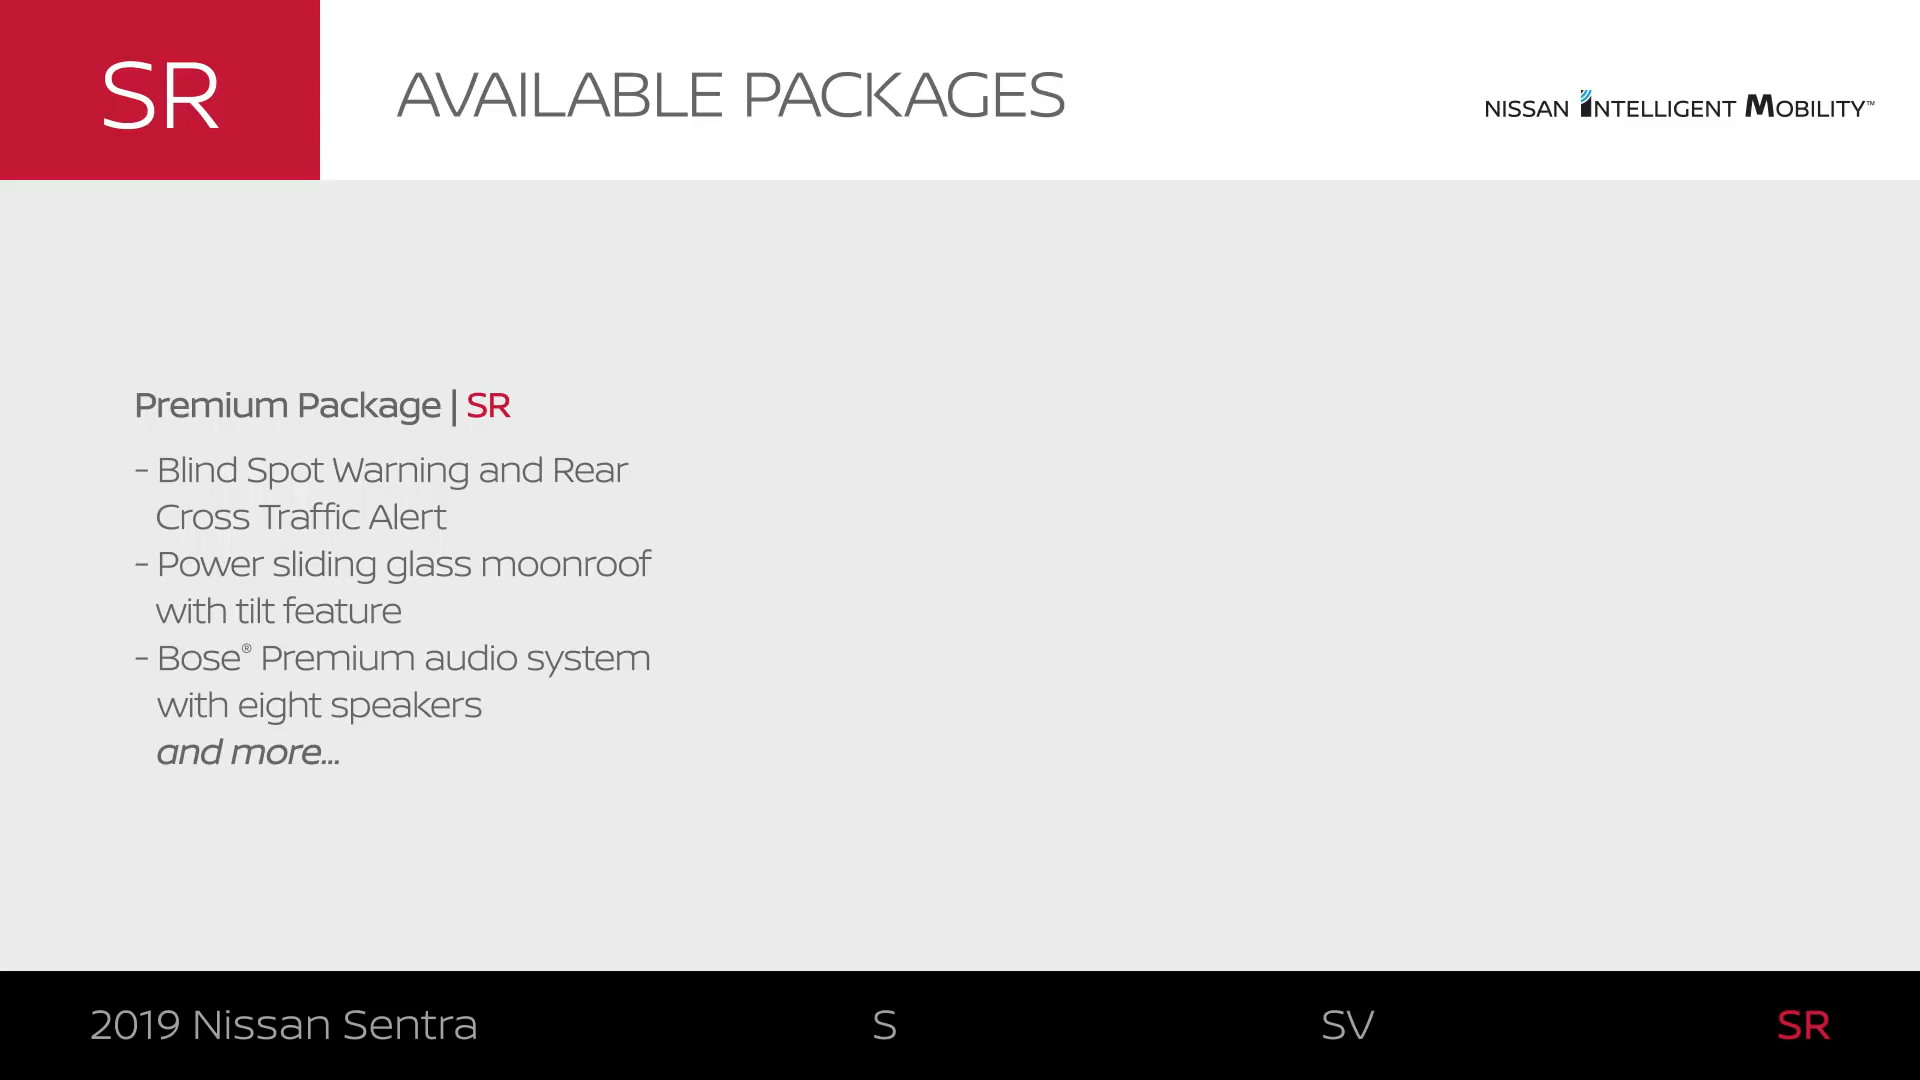 SR
AVAILABLE PACKAGES
NISSAN INTELLIGENT MOBILITY™
Premium Package | SR
- Blind Spot Warning and Rear
Cross Traffic Alert
- Power sliding glass moonroof
with tilt feature
- Bose® Premium audio system
with eight speakers
and more...
2019 Nissan Sentra S SV SR